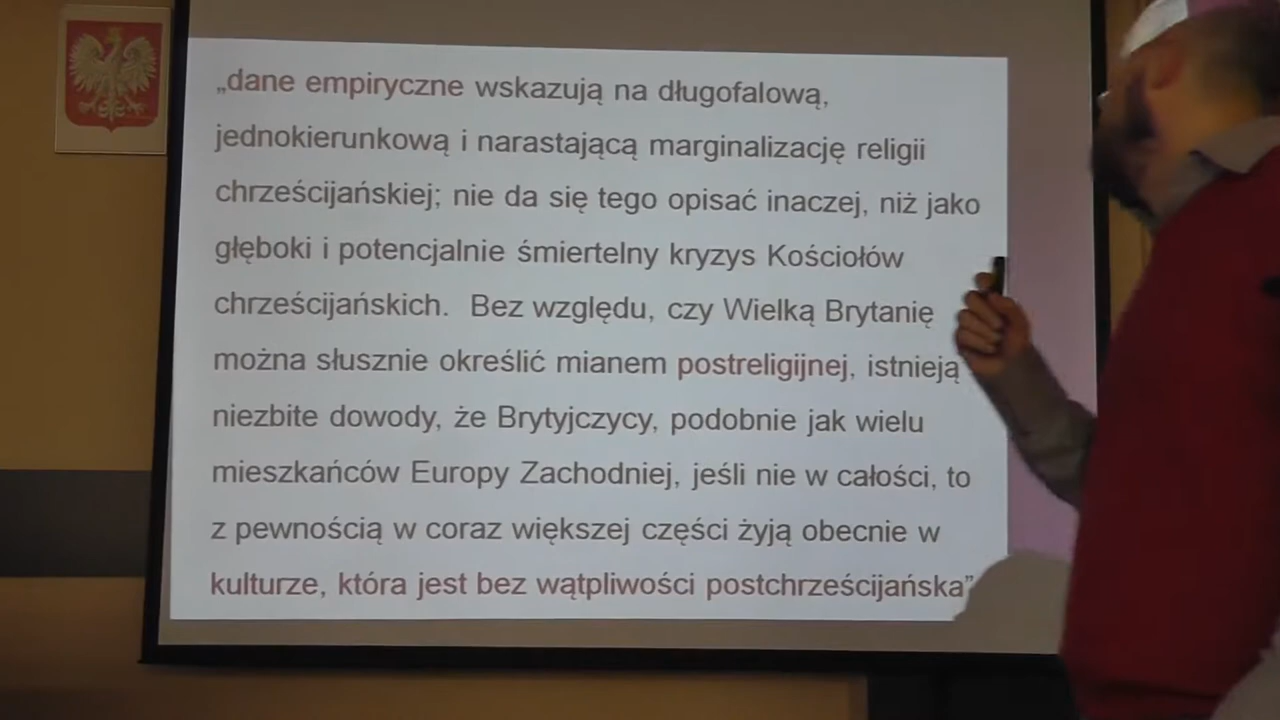 „dane empiryczne wskazują na długofalową,
jednokierunkową i narastającą marginalizację religii
chrześcijańskiej; nie da się tego opisać inaczej, niż jako
głęboki i potencjalnie śmiertelny kryzys Kościołów
chrześcijańskich. Bez względu, czy Wielką Brytanię
można słusznie określić mianem postreligijnej, istnieją
niezbite dowody, że Brytyjczycy, podobnie jak wielu
mieszkańców Europy Zachodniej, jeśli nie w całości, to
z pewnością w coraz większej części żyją obecnie w
kulturze, która jest bez wątpliwości postchrześcijańska”